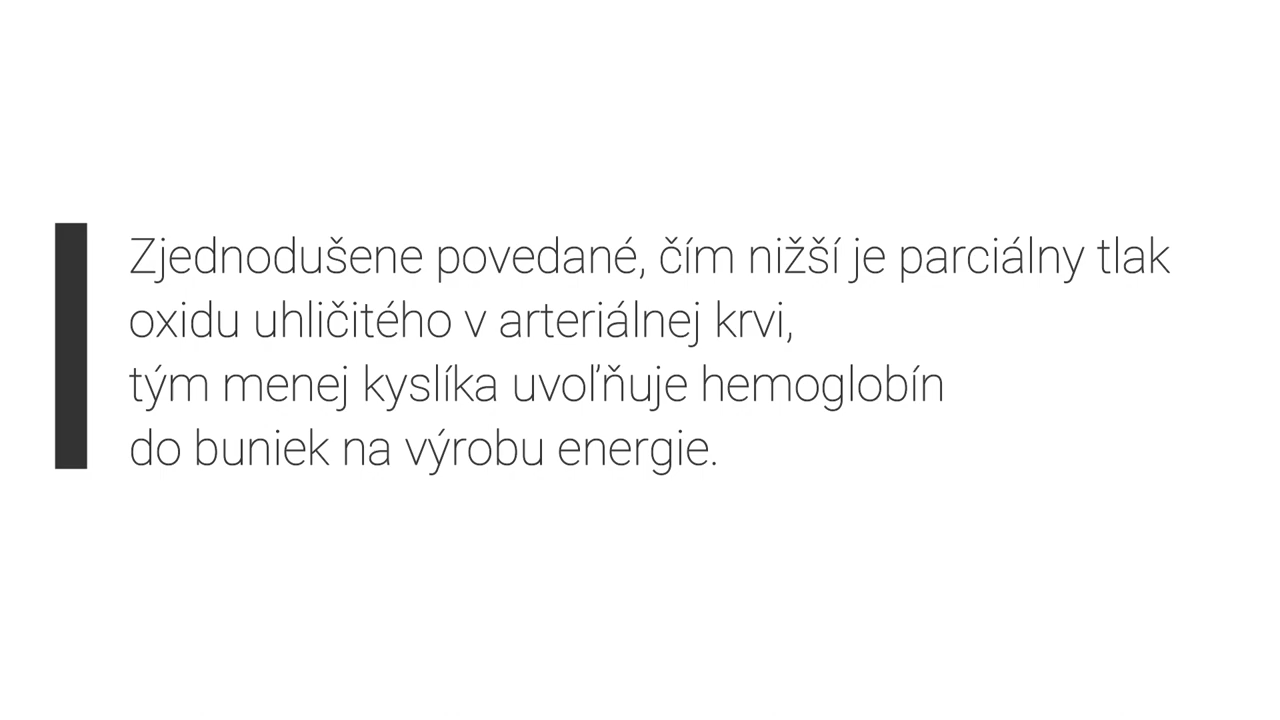 Zjednodušene povedané, čím nižší je parciálny tlak
oxidu uhličitého v arteriálnej krvi,
tým menej kyslíka uvoľňuje hemoglobín
do buniek na výrobu energie.